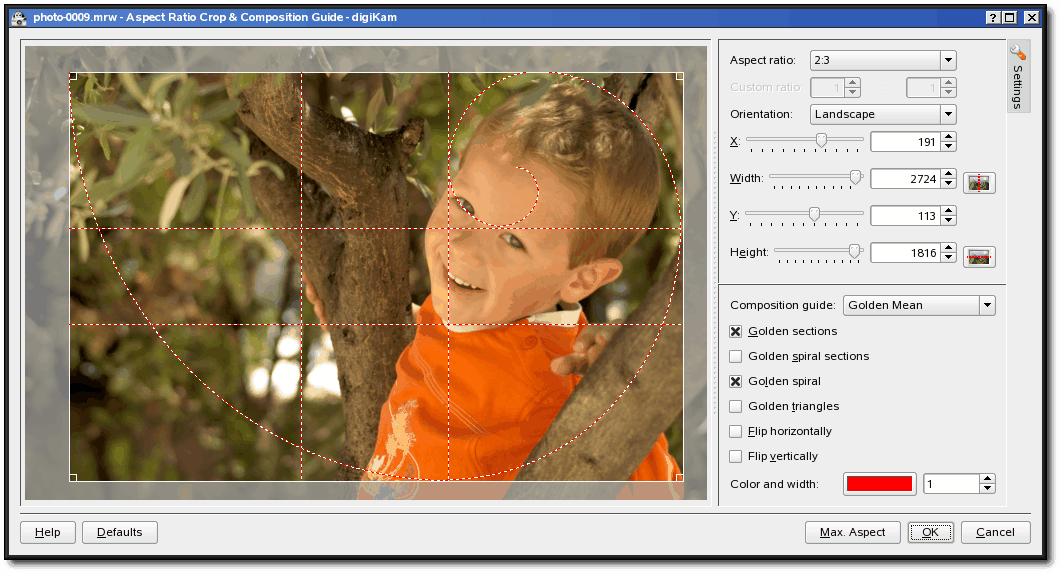 photo-0009.mrw - Aspect Ratio Crop & Composition Guide - digiKam
Settings
Aspect ratio: 2:3
Custom ratio: 1 1
Orientation: Landscape
X: 191
Width: 2724
Y: 113
Height: 1816
Composition guide: Golden Mean
Golden sections
Golden spiral sections
Golden spiral
Golden triangles
Flip horizontally
Flip vertically
Color and width: 1
Help Defaults Max. Aspect OK Cancel